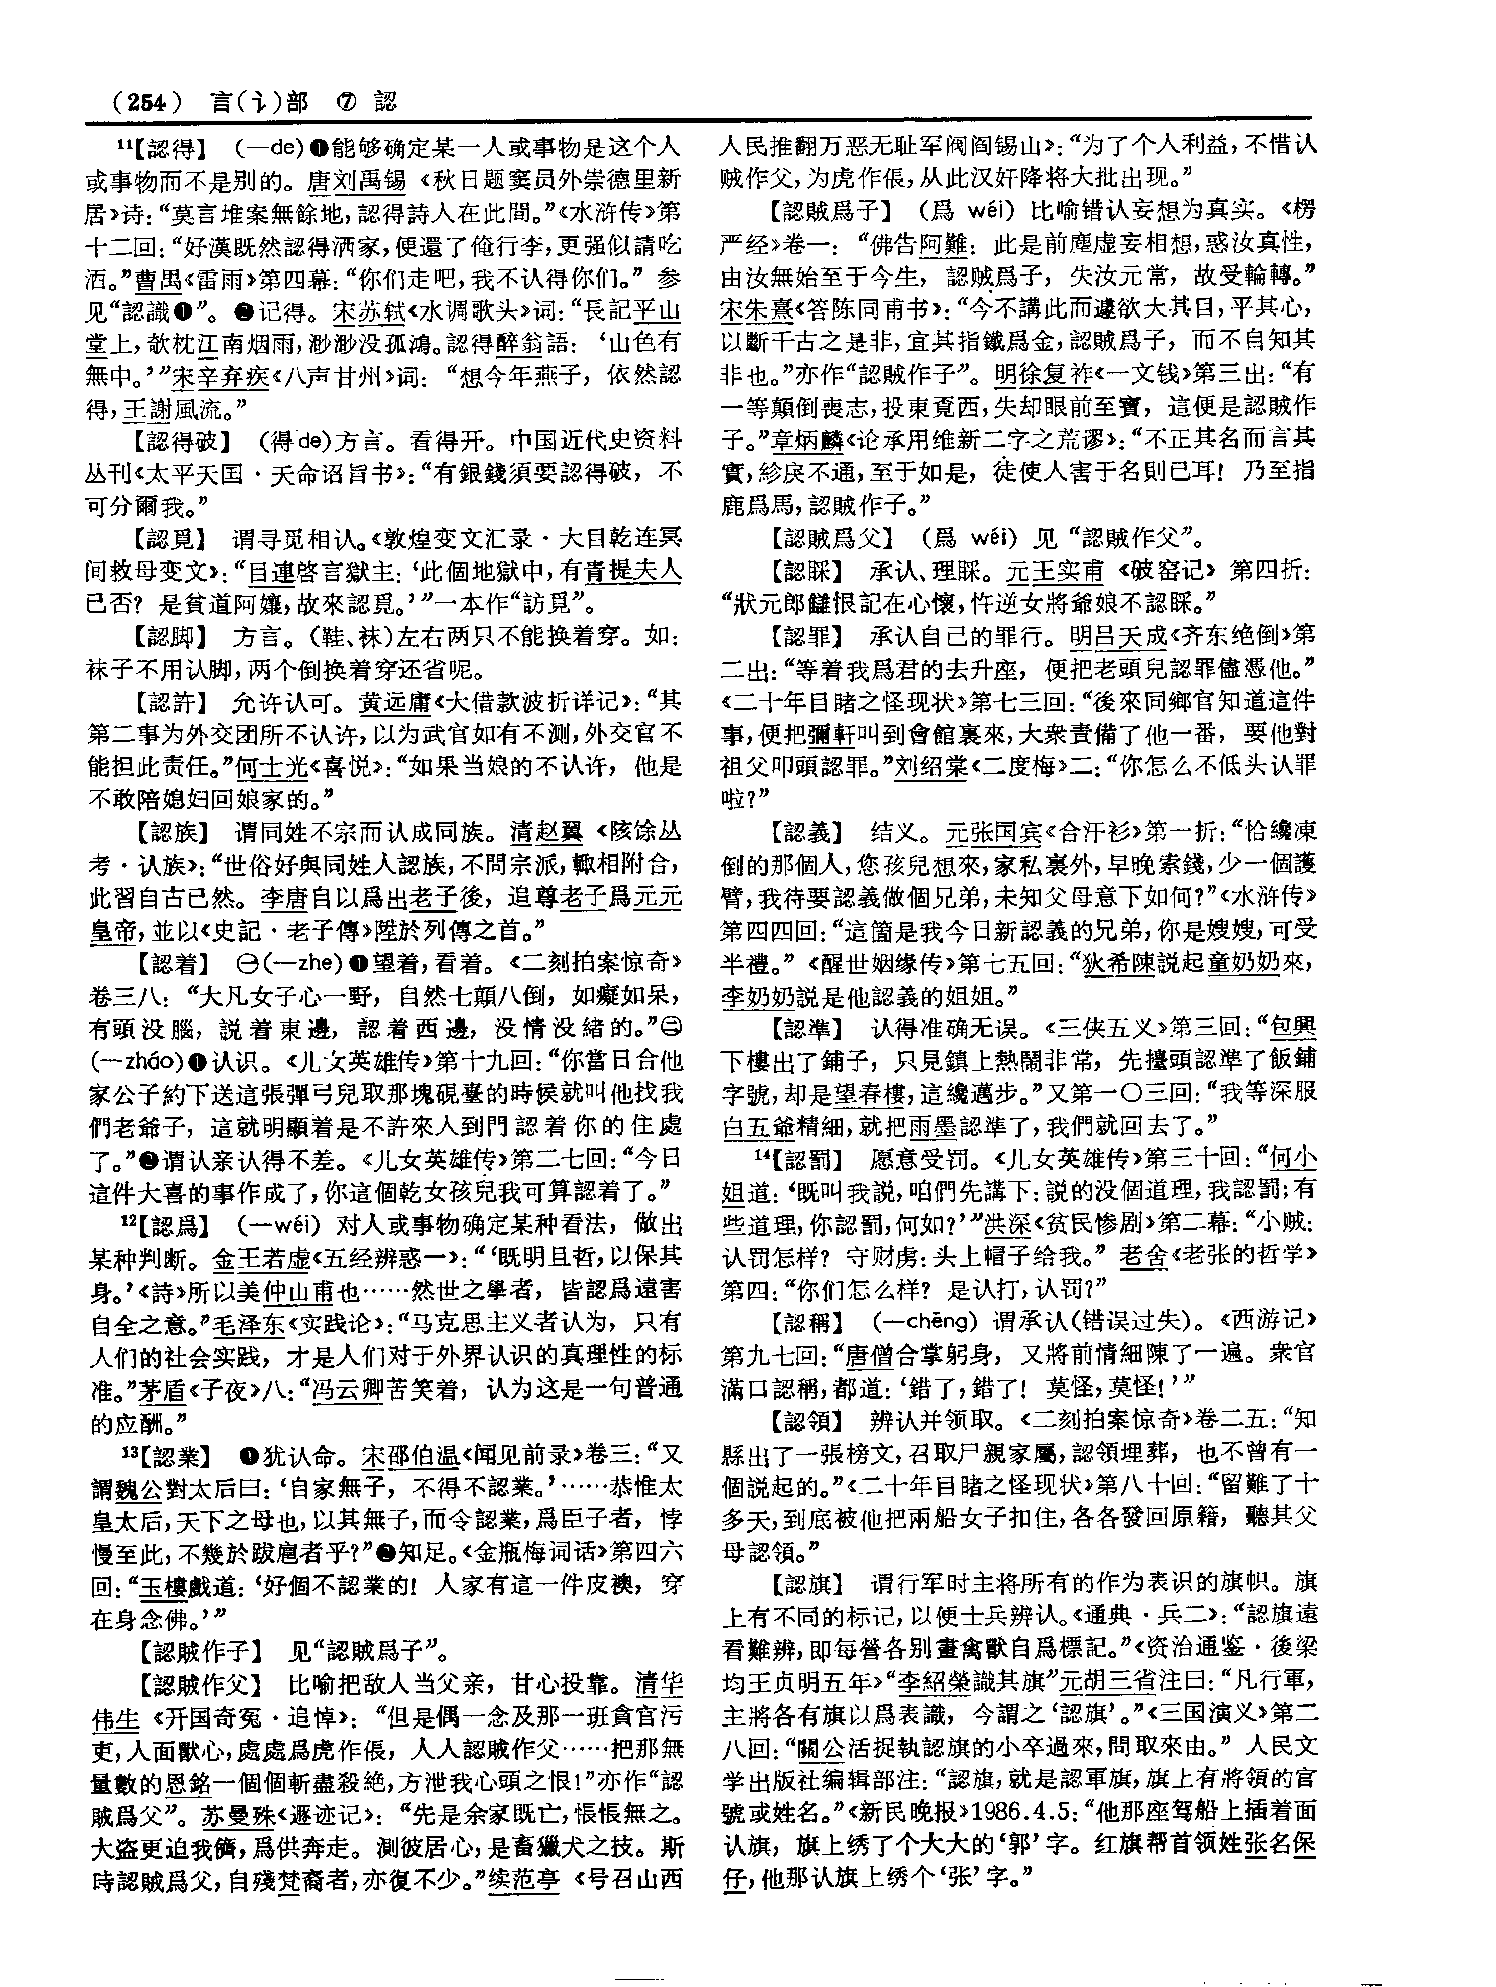 (254) 言(讠)部 ⑦ 認
¹¹【認得】 (—de)❶能够确定某一人或事物是这个人
或事物而不是别的。唐刘禹锡《秋日题窦员外崇德里新
居》诗：“莫言堆案無餘地，認得詩人在此間。”《水浒传》第
十二回：“好漢既然認得洒家，便還了俺行李，更强似請吃
酒。”曹禺《雷雨》第四幕：“你们走吧，我不认得你们。” 参
见“認識❶”。❷记得。宋苏轼《水调歌头》词：“長記平山
堂上，欹枕江南烟雨，渺渺没孤鴻。認得醉翁語：‘山色有
無中。’”宋辛弃疾《八声甘州》词：“想今年燕子，依然認
得，王謝風流。”
【認得破】 (得 de)方言。看得开。中国近代史资料
丛刊《太平天国·天命诏旨书》：“有銀錢須要認得破，不
可分爾我。”
【認覓】 谓寻觅相认。《敦煌变文汇录·大目乾连冥
间救母变文》：“目連啓言獄主：‘此個地獄中，有青提夫人
已否？是貧道阿孃，故來認覓。’”一本作“訪覓”。
【認脚】 方言。(鞋、袜)左右两只不能换着穿。如：
袜子不用认脚，两个倒换着穿还省呢。
【認許】 允许认可。黄远庸《大借款波折详记》：“其
第二事为外交团所不认许，以为武官如有不测，外交官不
能担此责任。”何士光《喜悦》：“如果当娘的不认许，他是
不敢陪媳妇回娘家的。”
【認族】 谓同姓不宗而认成同族。清赵翼《陔馀丛
考·认族》：“世俗好與同姓人認族，不問宗派，輒相附合，
此習自古已然。李唐自以爲出老子後，追尊老子爲元元
皇帝，並以《史記·老子傳》陞於列傳之首。”
【認着】 ㊀(—zhe)❶望着，看着。《二刻拍案惊奇》
卷三八：“大凡女子心一野，自然七顛八倒，如癡如呆，
有頭没腦，説着東邊，認着西邊，没情没緒的。”㊁
(—zháo)❶认识。《儿女英雄传》第十九回：“你當日合他
家公子約下送這張彈弓兒取那塊硯臺的時候就叫他找我
們老爺子，這就明顯着是不許來人到門認着你的住處
了。”❷谓认亲认得不差。《儿女英雄传》第二七回：“今日
這件大喜的事作成了，你這個乾女孩兒我可算認着了。”
¹²【認爲】 (—wéi) 对人或事物确定某种看法，做出
某种判断。金王若虚《五经辨惑一》：“‘既明且哲，以保其
身。’《詩》所以美仲山甫也……然世之學者，皆認爲遠害
自全之意。”毛泽东《实践论》：“马克思主义者认为，只有
人们的社会实践，才是人们对于外界认识的真理性的标
准。”茅盾《子夜》八：“冯云卿苦笑着，认为这是一句普通
的应酬。”
¹³【認業】 ❶犹认命。宋邵伯温《闻见前录》卷三：“又
謂魏公對太后曰：‘自家無子，不得不認業。’……恭惟太
皇太后，天下之母也，以其無子，而令認業，爲臣子者，悖
慢至此，不幾於跋扈者乎？”❷知足。《金瓶梅词话》第四六
回：“玉樓戲道：‘好個不認業的！人家有這一件皮襖，穿
在身念佛。’”
【認賊作子】 见“認賊爲子”。
【認賊作父】 比喻把敌人当父亲，甘心投靠。清华
伟生《开国奇冤·追悼》：“但是偶一念及那一班貪官污
吏，人面獸心，處處爲虎作倀，人人認賊作父……把那無
量數的恩銘一個個斬盡殺絶，方泄我心頭之恨！”亦作“認
賊爲父”。苏曼殊《遯迹记》：“先是余家既亡，悵悵無之。
大盗更迫我儕，爲供奔走。測彼居心，是畜獵犬之技。斯
時認賊爲父，自殘梵裔者，亦復不少。”续范亭《号召山西
人民推翻万恶无耻军阀阎锡山》：“为了个人利益，不惜认
贼作父，为虎作伥，从此汉奸降将大批出现。”
【認賊爲子】 (爲 wéi) 比喻错认妄想为真实。《楞
严经》卷一：“佛告阿難：此是前塵虚妄相想，惑汝真性，
由汝無始至于今生，認贼爲子，失汝元常，故受輪轉。”
宋朱熹《答陈同甫书》：“今不講此而遽欲大其目，平其心，
以斷千古之是非，宜其指鐵爲金，認賊爲子，而不自知其
非也。”亦作“認賊作子”。明徐复祚《一文钱》第三出：“有
一等顛倒喪志，投東覔西，失却眼前至寶，這便是認賊作
子。”章炳麟《论承用维新二字之荒谬》：“不正其名而言其
實，紾戾不通，至于如是，徒使人害于名則已耳！乃至指
鹿爲馬，認賊作子。”
【認賊爲父】 (爲 wéi) 见“認賊作父”。
【認睬】 承认、理睬。元王实甫《破窑记》第四折：
“狀元郎讎恨記在心懷，忤逆女將爺娘不認睬。”
【認罪】 承认自己的罪行。明吕天成《齐东绝倒》第
二出：“等着我爲君的去升座，便把老頭兒認罪儘憑他。”
《二十年目睹之怪现状》第七三回：“後來同鄉官知道這件
事，便把彌軒叫到會館裏來，大衆責備了他一番，要他對
祖父叩頭認罪。”刘绍棠《二度梅》二：“你怎么不低头认罪
啦？”
【認義】 结义。元张国宾《合汗衫》第一折：“恰纔凍
倒的那個人，您孩兒想來，家私裏外，早晚索錢，少一個護
臂，我待要認義做個兄弟，未知父母意下如何？”《水浒传》
第四四回：“這箇是我今日新認義的兄弟，你是嫂嫂，可受
半禮。”《醒世姻缘传》第七五回：“狄希陳説起童奶奶來，
李奶奶説是他認義的姐姐。”
【認準】 认得准确无误。《三侠五义》第三回：“包興
下樓出了鋪子，只見鎮上熱鬧非常，先擡頭認準了飯鋪
字號，却是望春樓，這纔邁步。”又第一〇三回：“我等深服
白五爺精細，就把雨墨認準了，我們就回去了。”
¹⁴【認罰】 愿意受罚。《儿女英雄传》第三十回：“何小
姐道：‘既叫我説，咱們先講下：説的没個道理，我認罰；有
些道理，你認罰，何如？’”洪深《贫民惨剧》第二幕：“小贼：
认罚怎样？守财虏：头上帽子给我。”老舍《老张的哲学》
第四：“你们怎么样？是认打，认罚？”
【認稱】 (—chēng) 谓承认(错误过失)。《西游记》
第九七回：“唐僧合掌躬身，又將前情細陳了一遍。衆官
滿口認稱，都道：‘錯了，錯了！莫怪，莫怪！’”
【認領】 辨认并领取。《二刻拍案惊奇》卷二五：“知
縣出了一張榜文，召取尸親家屬，認領埋葬，也不曾有一
個説起的。”《二十年目睹之怪现状》第八十回：“留難了十
多天，到底被他把兩船女子扣住，各各發回原籍，聽其父
母認領。”
【認旗】 谓行军时主将所有的作为表识的旗帜。旗
上有不同的标记，以便士兵辨认。《通典·兵二》：“認旗遠
看難辨，即每營各别畫禽獸自爲標記。”《资治通鉴·後梁
均王贞明五年》“李紹榮識其旗”元胡三省注曰：“凡行軍，
主將各有旗以爲表識，今謂之‘認旗’。”《三国演义》第二
八回：“關公活捉執認旗的小卒過來，問取來由。” 人民文
学出版社编辑部注：“認旗，就是認軍旗，旗上有將領的官
號或姓名。”《新民晚报》1986.4.5：“他那座驾船上插着面
认旗，旗上绣了个大大的‘郭’字。红旗帮首领姓张名保
仔，他那认旗上绣个‘张’字。”